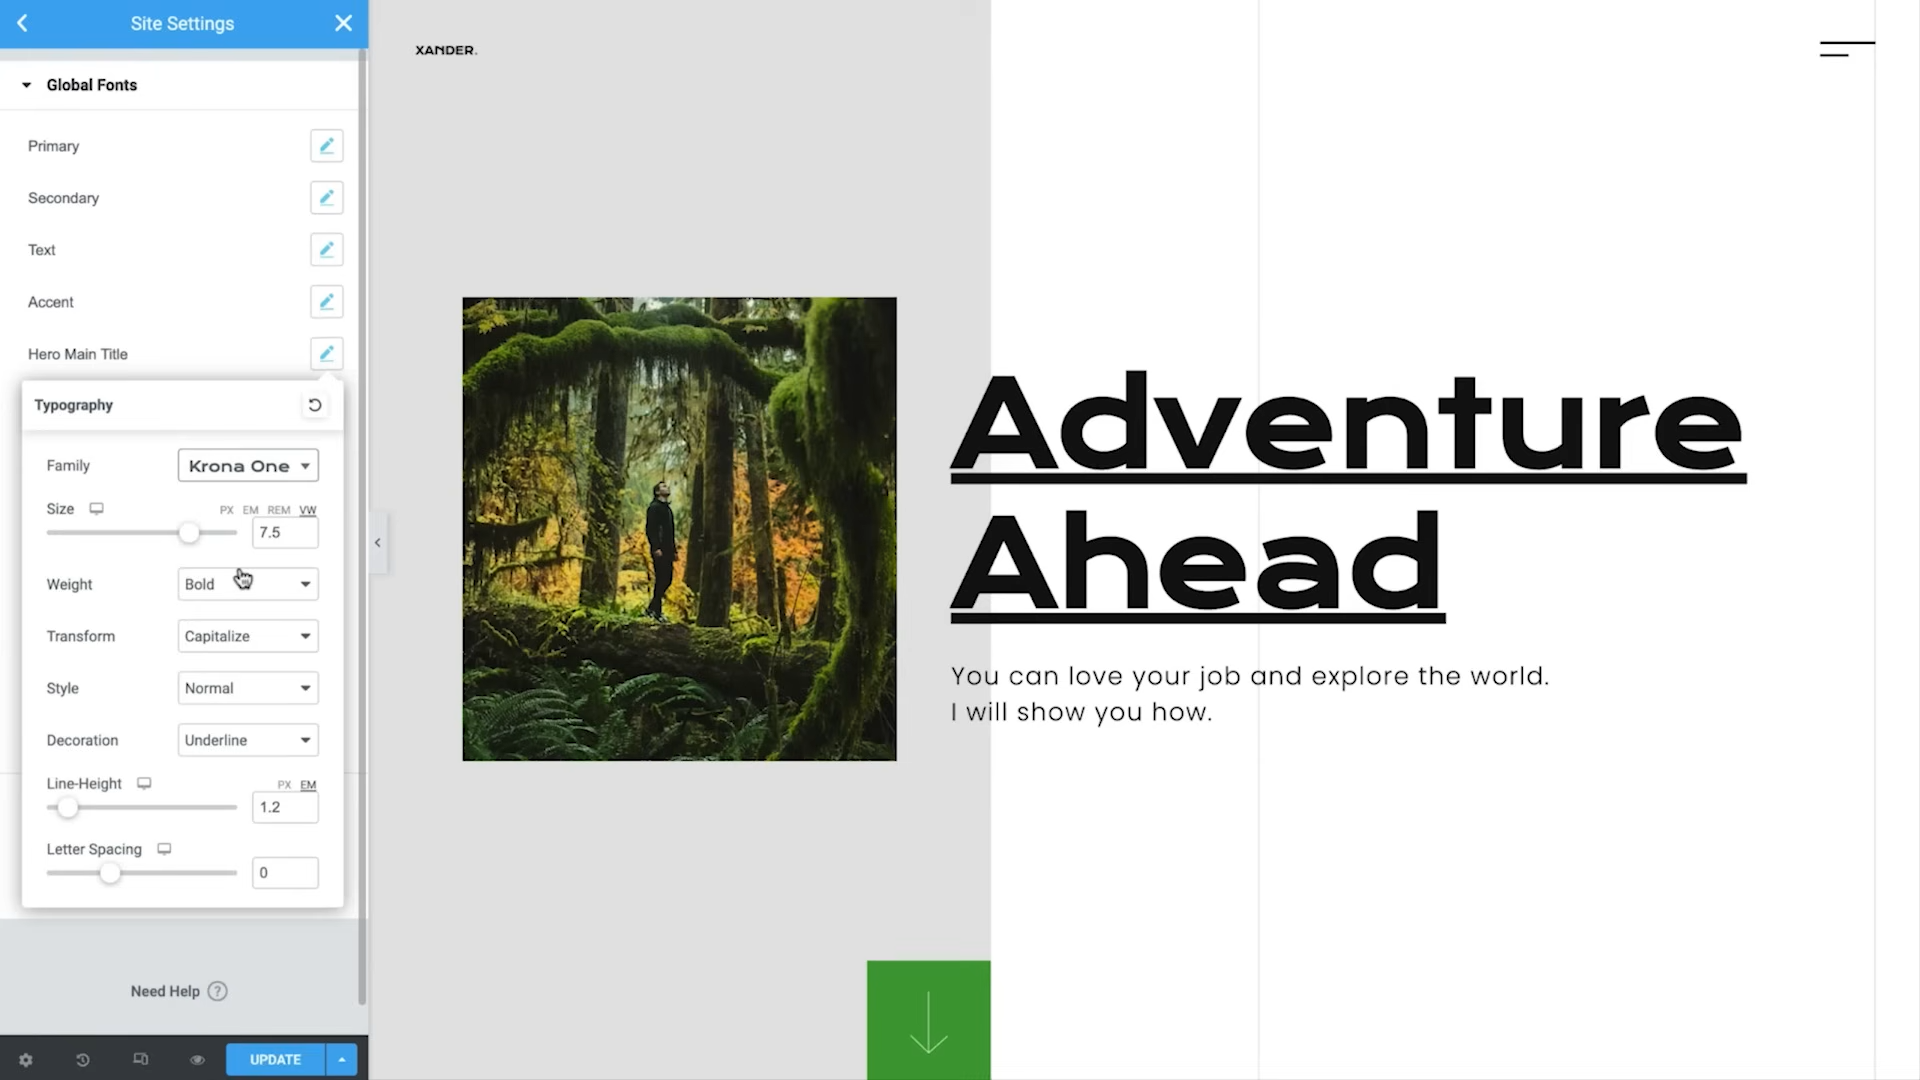 Site Settings
Global Fonts
Primary
Secondary
Text
Accent
Hero Main Title
Typography
Family
Krona One
Size
PX EM REM VW
7.5
Weight
Bold
Transform
Capitalize
Style
Normal
Decoration
Underline
Line-Height
PX EM
1.2
Letter Spacing
0
Need Help ?
UPDATE
XANDER.
Adventure
Ahead
You can love your job and explore the world.
I will show you how.